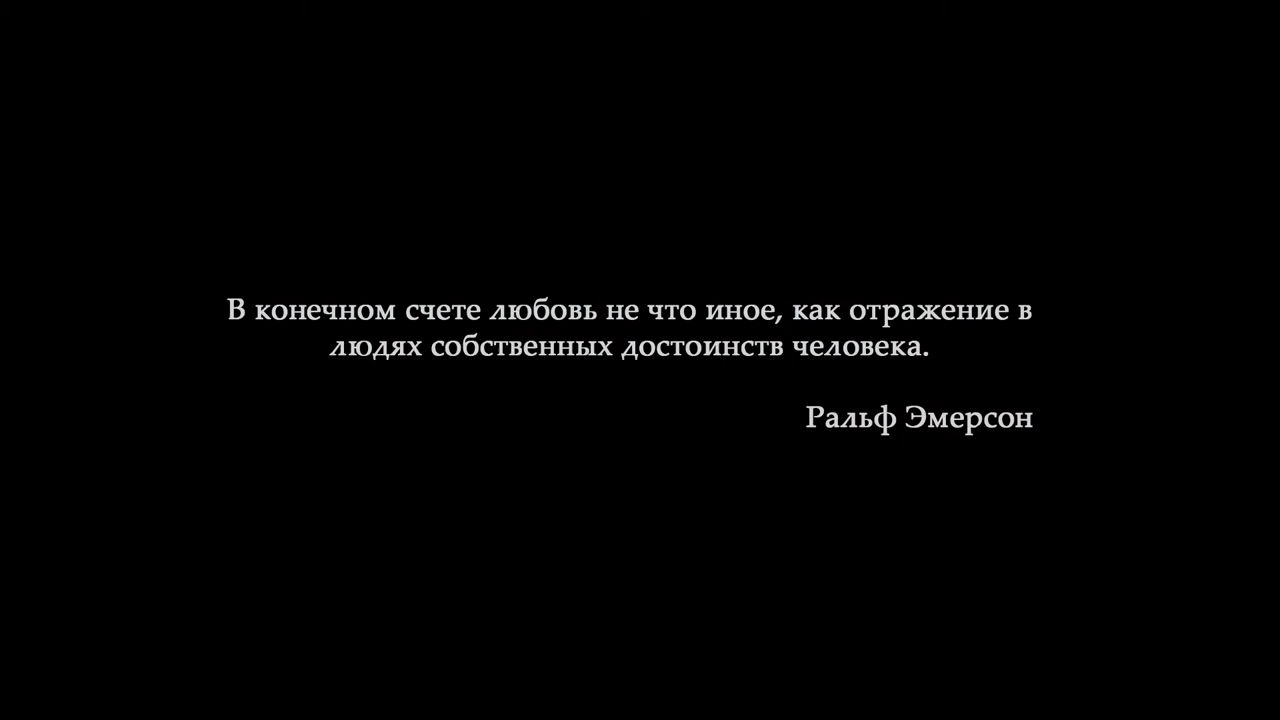 В конечном счете любовь не что иное, как отражение в
людях собственных достоинств человека.
Ральф Эмерсон